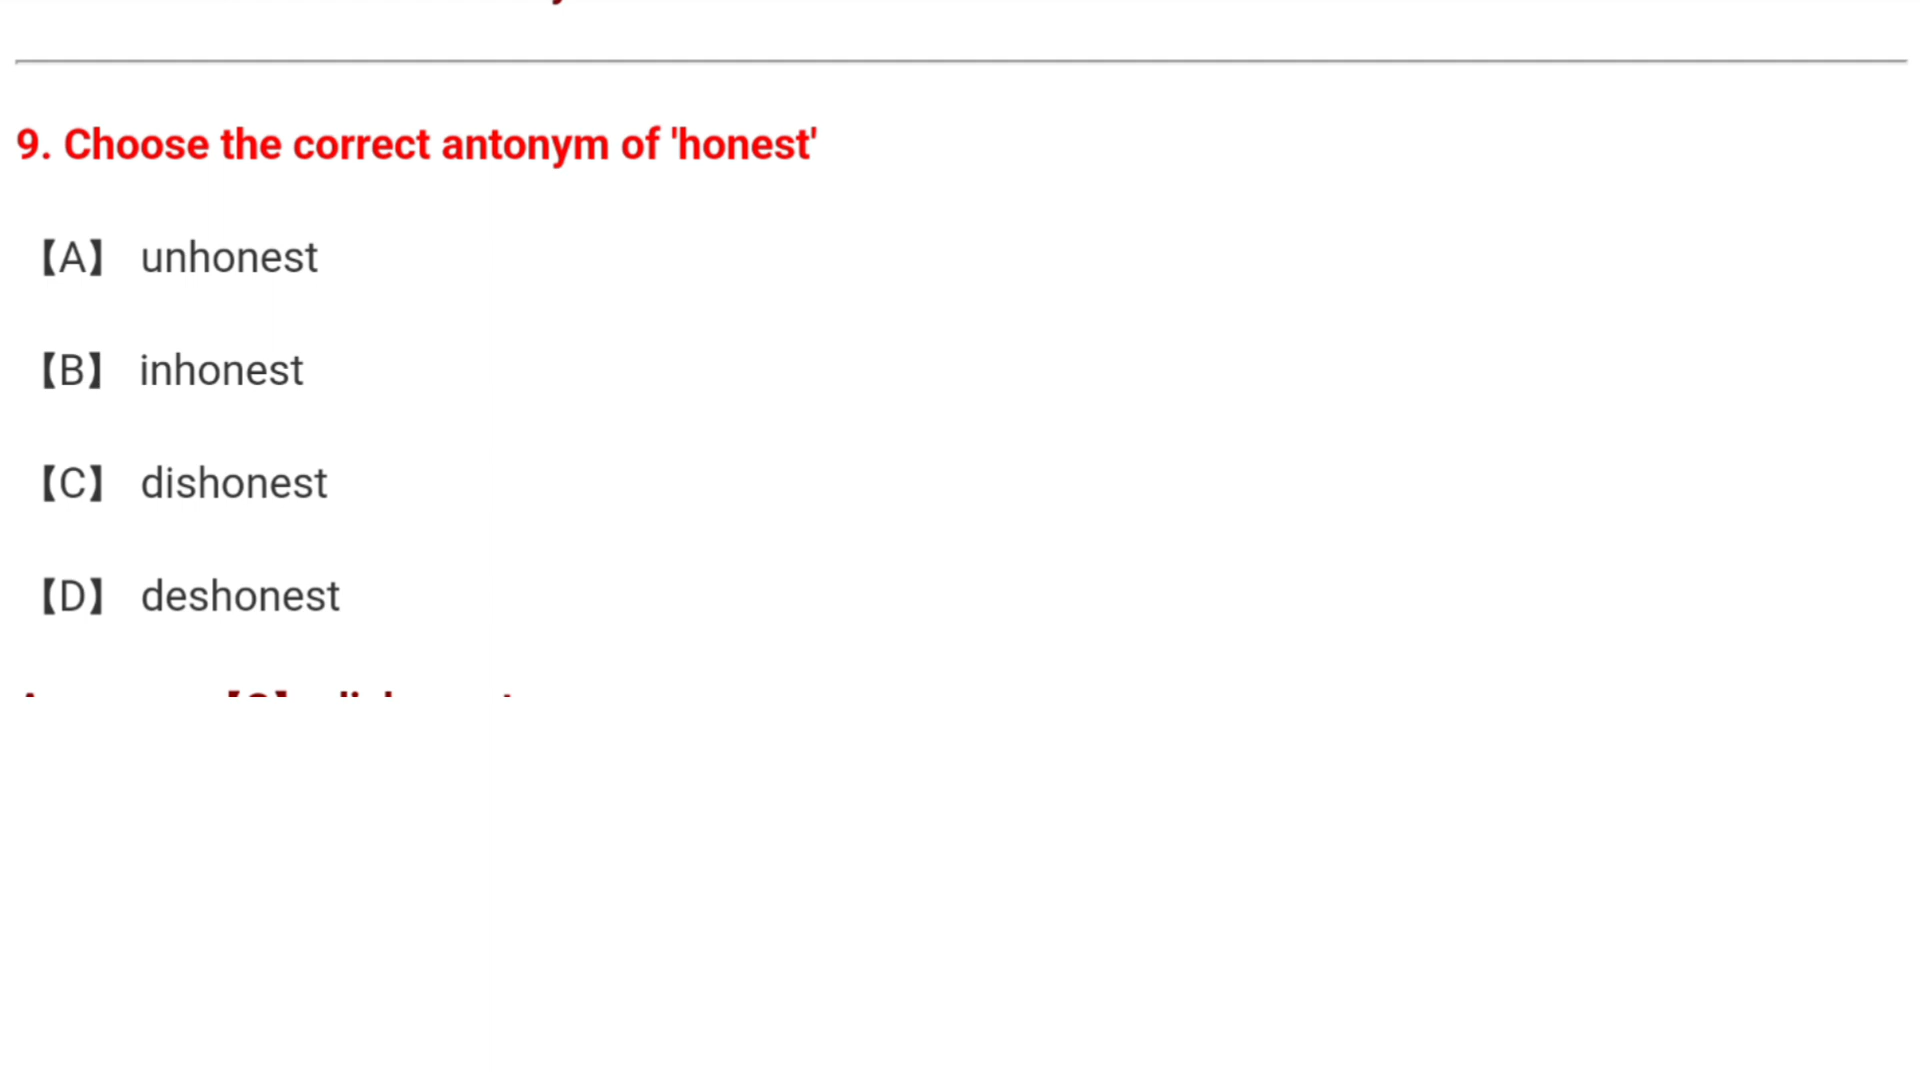 9. Choose the correct antonym of 'honest'
【A】 unhonest
【B】 inhonest
【C】 dishonest
【D】 deshonest